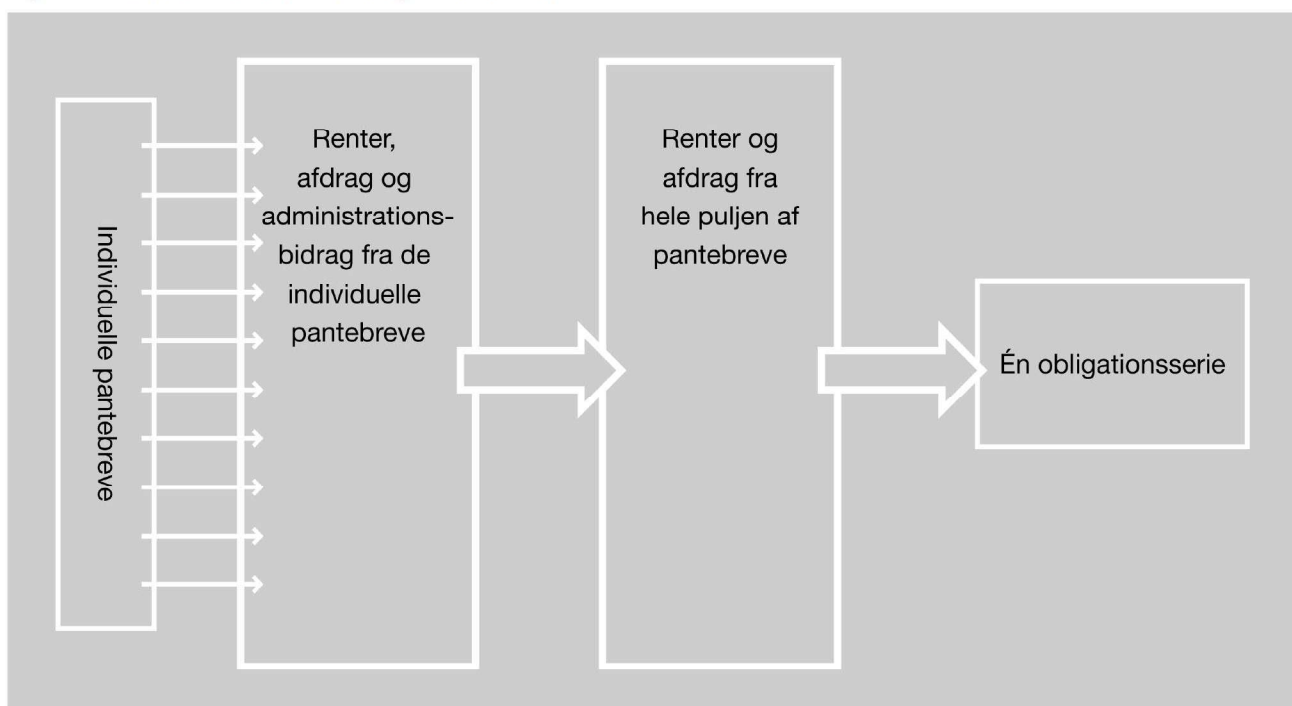 Individuelle pantebreve
Renter,
afdrag og
administrations-
bidrag fra de
individuelle
pantebreve
Renter og
afdrag fra
hele puljen af
pantebreve
Én obligationsserie